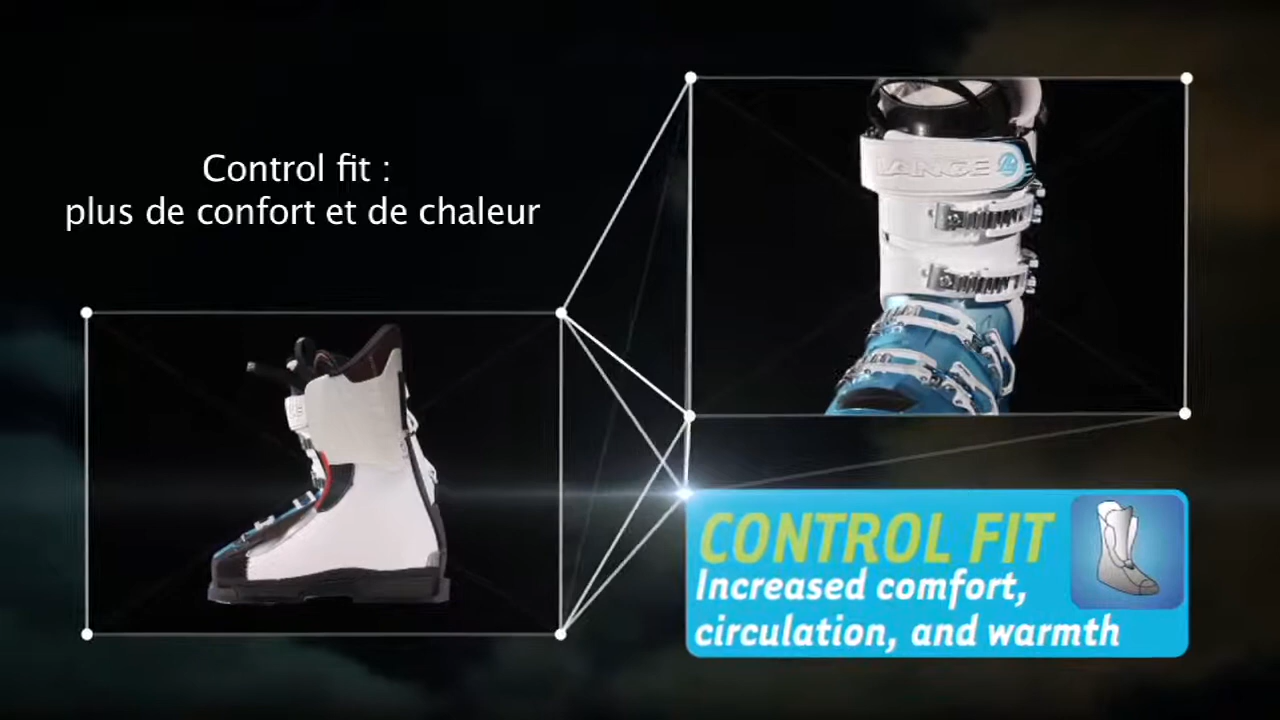 Control fit :
plus de confort et de chaleur
LANGE
CONTROL FIT
Increased comfort,
circulation, and warmth